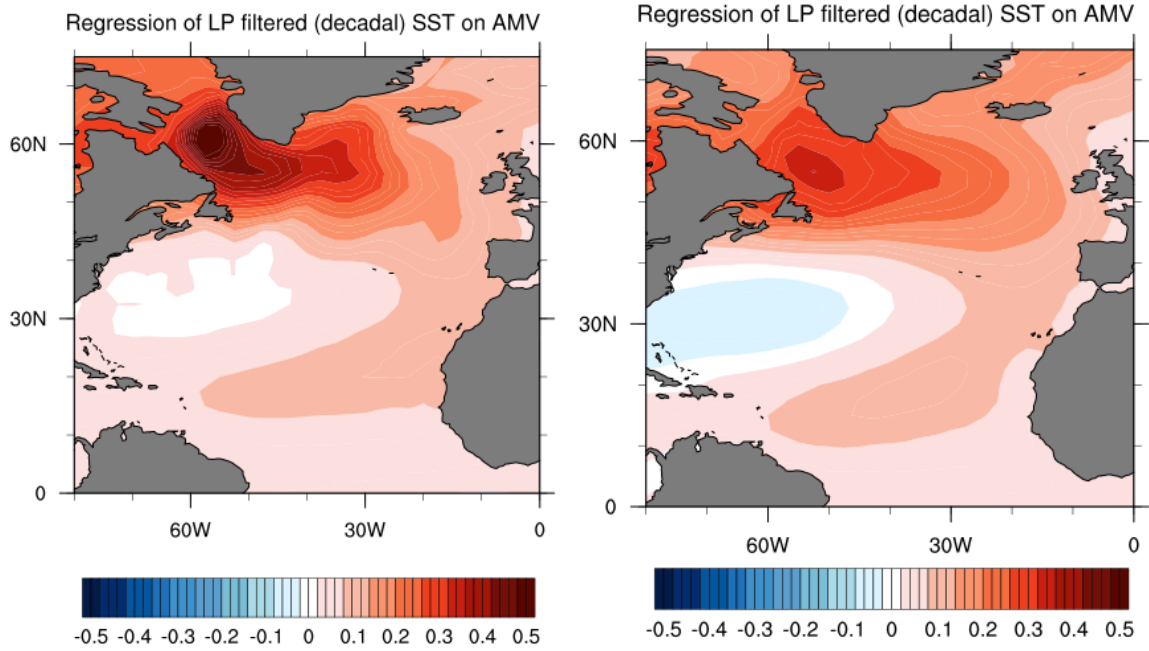 Regression of LP filtered (decadal) SST on AMV
60N
30N
0
60W 30W 0
-0.5 -0.4 -0.3 -0.2 -0.1 0 0.1 0.2 0.3 0.4 0.5
Regression of LP filtered (decadal) SST on AMV
60N
30N
0
60W 30W 0
-0.5 -0.4 -0.3 -0.2 -0.1 0 0.1 0.2 0.3 0.4 0.5